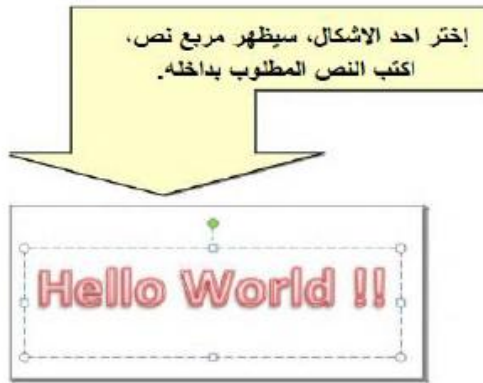 إختر احد الاشكال، سيظهر مربع نص،
اكتب النص المطلوب بداخله.
Hello World !!